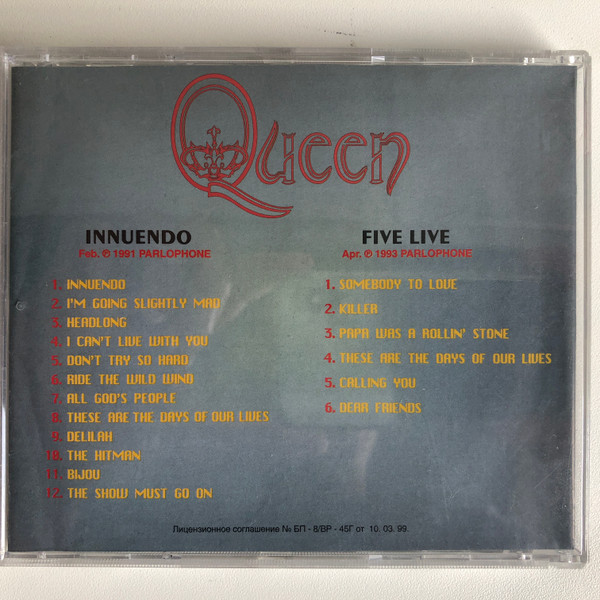 Queen
INNUENDO
Feb. ℗ 1991 PARLOPHONE
1. INNUENDO
2. I'M GOING SLIGHTLY MAD
3. HEADLONG
4. I CAN'T LIVE WITH YOU
5. DON'T TRY SO HARD
6. RIDE THE WILD WIND
7. ALL GOD'S PEOPLE
8. THESE ARE THE DAYS OF OUR LIVES
9. DELILAH
10. THE HITMAN
11. BIJOU
12. THE SHOW MUST GO ON
FIVE LIVE
Apr. ℗ 1993 PARLOPHONE
1. SOMEBODY TO LOVE
2. KILLER
3. PAPA WAS A ROLLIN' STONE
4. THESE ARE THE DAYS OF OUR LIVES
5. CALLING YOU
6. DEAR FRIENDS
Лицензионное соглашение № БП - 8/ВР - 45Г от 10. 03. 99.